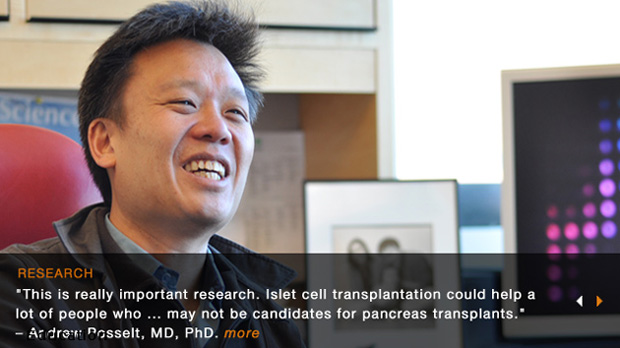 Science
RESEARCH
"This is really important research. Islet cell transplantation could help a
lot of people who ... may not be candidates for pancreas transplants."
– Andrew Posselt, MD, PhD. more